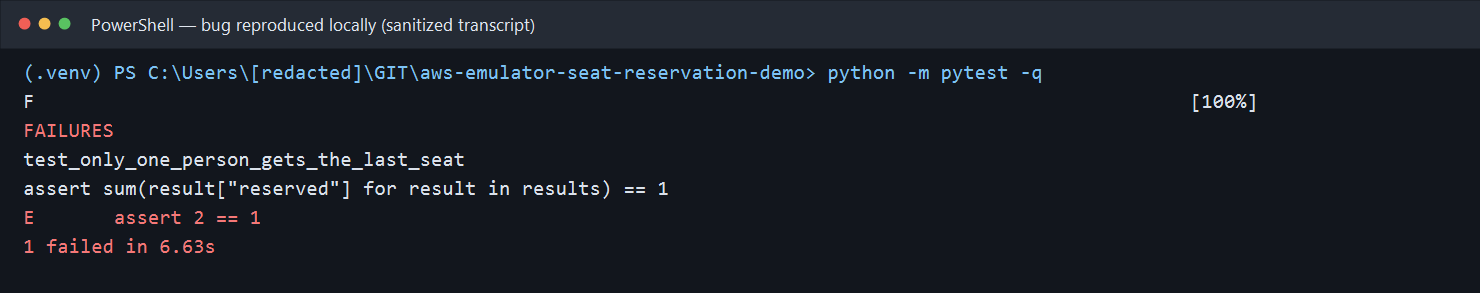 PowerShell — bug reproduced locally (sanitized transcript)
(.venv) PS C:\Users\[redacted]\GIT\aws-emulator-seat-reservation-demo> python -m pytest -q
F [100%]
FAILURES
test_only_one_person_gets_the_last_seat
assert sum(result["reserved"] for result in results) == 1
E       assert 2 == 1
1 failed in 6.63s